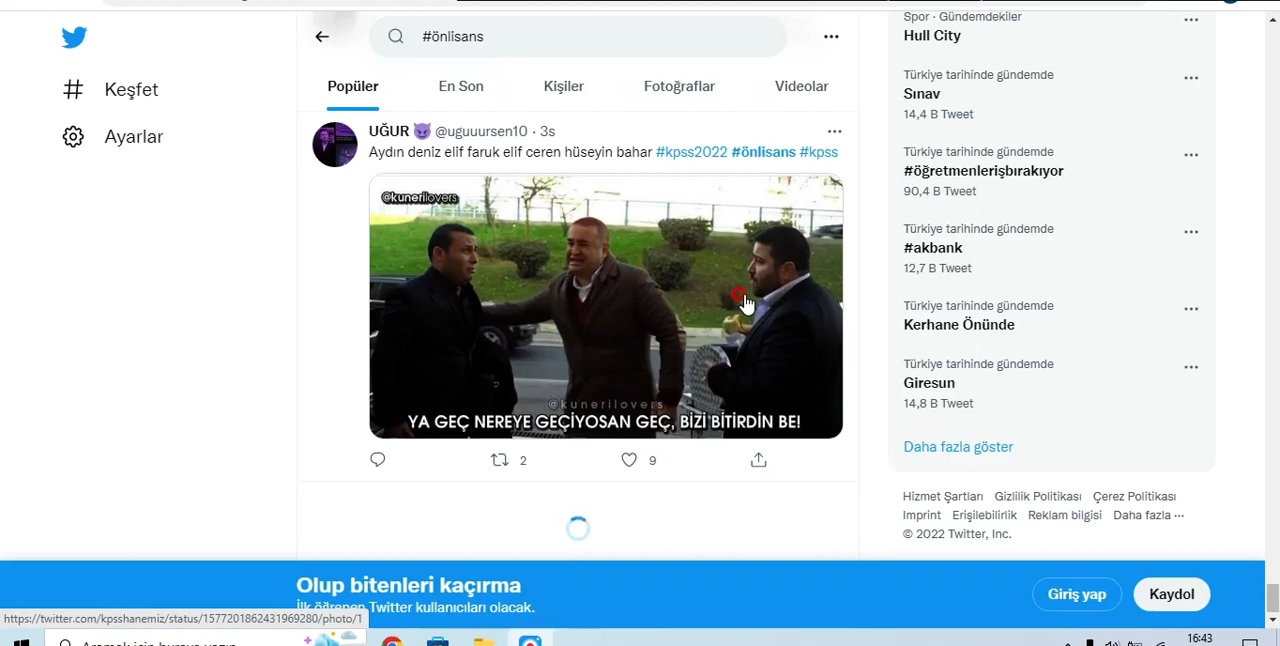 #önlisans
Keşfet
Ayarlar
Popüler
En Son
Kişiler
Fotoğraflar
Videolar
UĞUR 😈 @uguuursen10 · 3s
Aydın deniz elif faruk elif ceren hüseyin bahar #kpss2022 #önlisans #kpss
@kunerilovers
@kunerilovers
YA GEÇ NEREYE GEÇİYOSAN GEÇ, BİZİ BİTİRDİN BE!
2
9
Spor · Gündemdekiler
Hull City
Türkiye tarihinde gündemde
Sınav
14,4 B Tweet
Türkiye tarihinde gündemde
#öğretmenlerişbırakıyor
90,4 B Tweet
Türkiye tarihinde gündemde
#akbank
12,7 B Tweet
Türkiye tarihinde gündemde
Kerhane Önünde
Türkiye tarihinde gündemde
Giresun
14,8 B Tweet
Daha fazla göster
Hizmet Şartları Gizlilik Politikası Çerez Politikası
Imprint Erişilebilirlik Reklam bilgisi Daha fazla ···
© 2022 Twitter, Inc.
Olup bitenleri kaçırma
İlk öğrenen Twitter kullanıcıları olacak.
Giriş yap
Kaydol
https://twitter.com/kpsshanemiz/status/1577201862431969280/photo/1
16:43